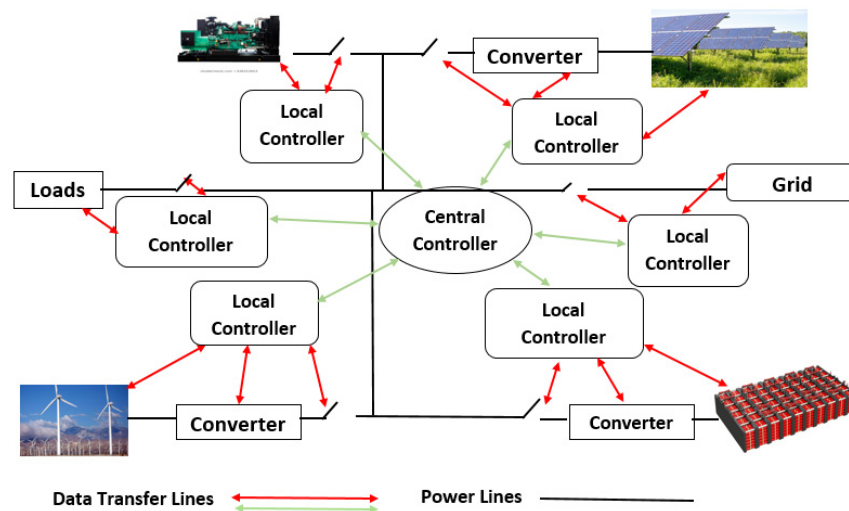 Converter
Local
Controller
Local
Controller
Loads
Grid
Local
Controller
Central
Controller
Local
Controller
Local
Controller
Local
Controller
Converter
Converter
Data Transfer Lines
Power Lines